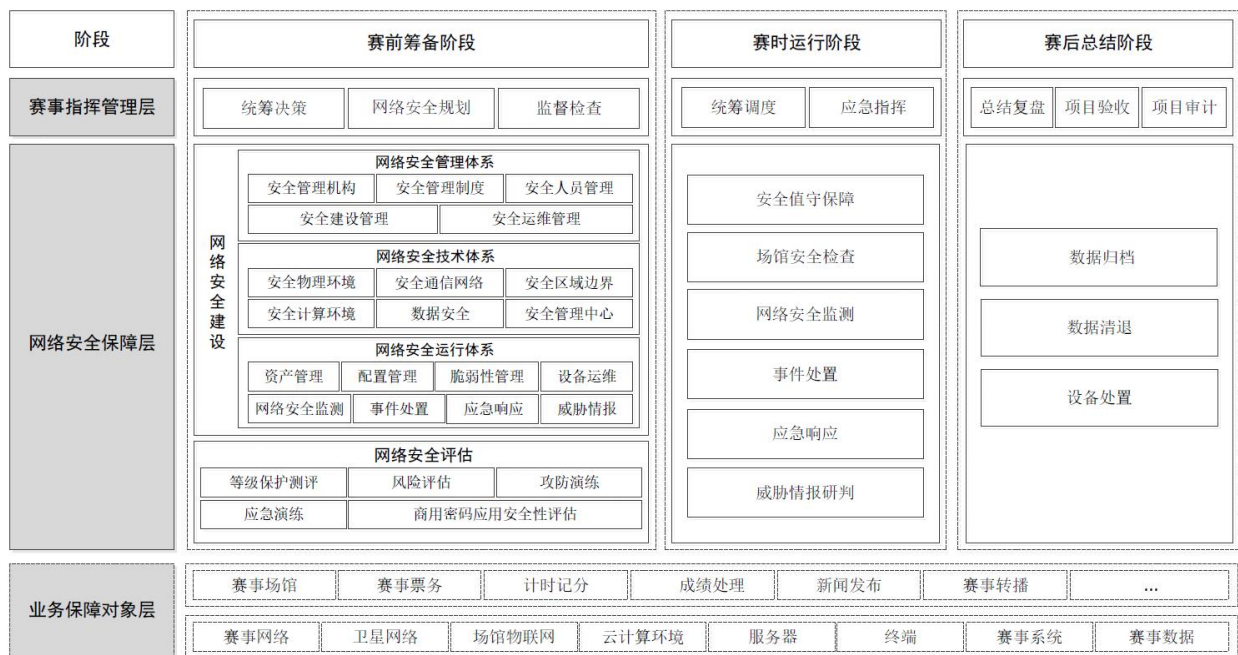 阶段
赛前筹备阶段
赛时运行阶段
赛后总结阶段
赛事指挥管理层
统筹决策
网络安全规划
监督检查
统筹调度
应急指挥
总结复盘
项目验收
项目审计
网络安全保障层
网络安全建设
网络安全管理体系
安全管理机构
安全管理制度
安全人员管理
安全建设管理
安全运维管理
网络安全技术体系
安全物理环境
安全通信网络
安全区域边界
安全计算环境
数据安全
安全管理中心
网络安全运行体系
资产管理
配置管理
脆弱性管理
设备运维
网络安全监测
事件处置
应急响应
威胁情报
网络安全评估
等级保护测评
风险评估
攻防演练
应急演练
商用密码应用安全性评估
安全值守保障
场馆安全检查
网络安全监测
事件处置
应急响应
威胁情报研判
数据归档
数据清退
设备处置
业务保障对象层
赛事场馆
赛事票务
计时记分
成绩处理
新闻发布
赛事转播
...
赛事网络
卫星网络
场馆物联网
云计算环境
服务器
终端
赛事系统
赛事数据